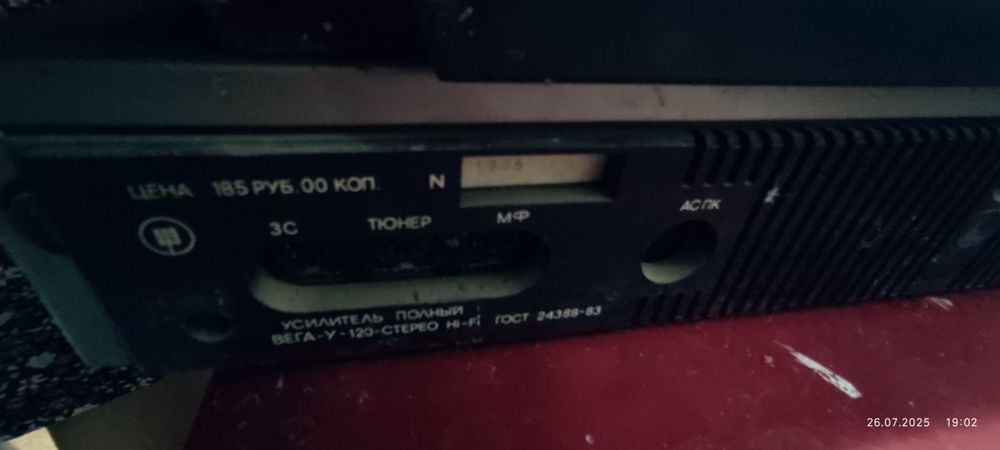 ЦЕНА 185 РУБ.00 КОП. N
ЗС ТЮНЕР МФ АС ПК
УСИЛИТЕЛЬ ПОЛНЫЙ
ВЕГА-У-120-СТЕРЕО Hi-Fi ГОСТ 24388-83
26.07.2025 19:02